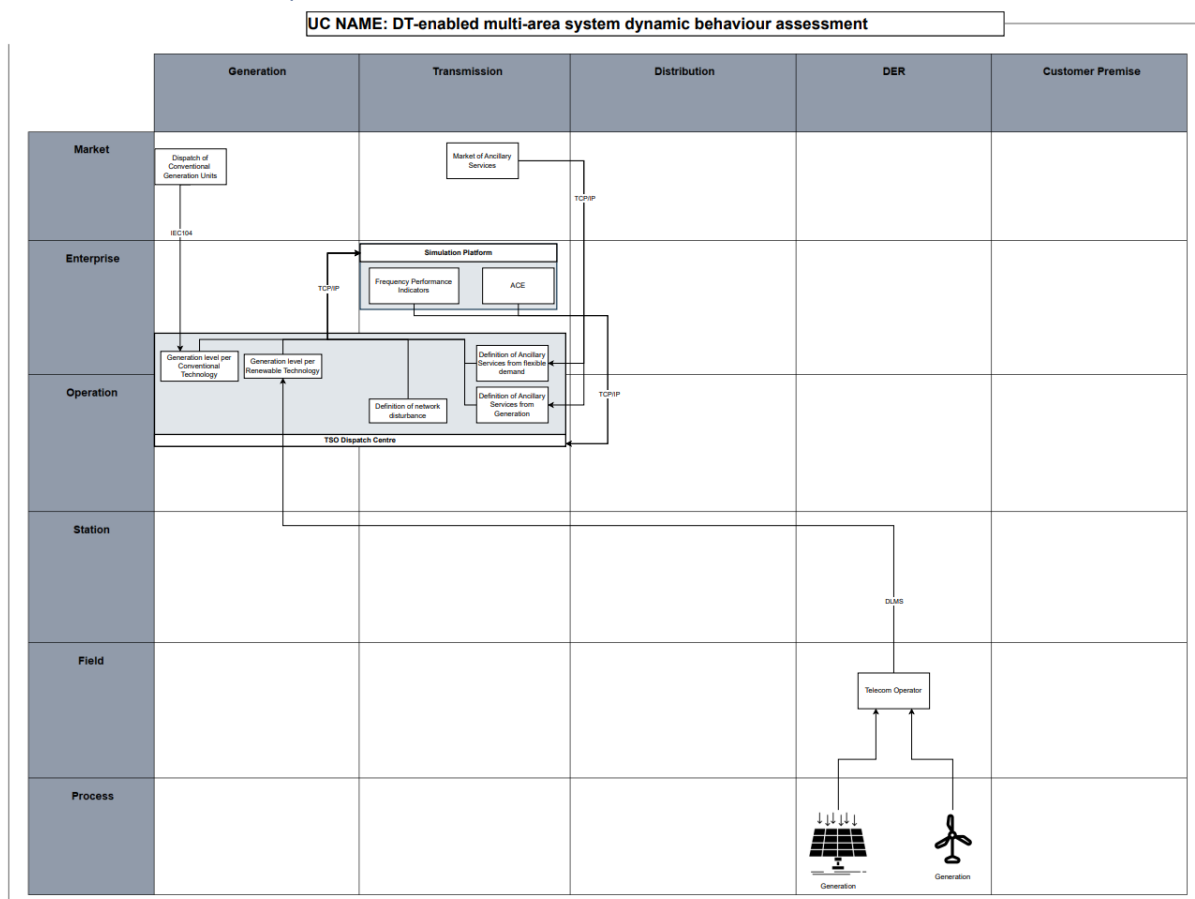 UC NAME: DT-enabled multi-area system dynamic behaviour assessment
Generation
Transmission
Distribution
DER
Customer Premise
Market
Dispatch of
Conventional
Generation Units
Market of Ancillary
Services
TCP/IP
IEC104
Enterprise
Simulation Platform
Frequency Performance
Indicators
ACE
TCP/IP
Generation level per
Conventional
Technology
Generation level per
Renewable Technology
Definition of Ancillary
Services from flexible
demand
Operation
Definition of network
disturbance
Definition of Ancillary
Services from
Generation
TCP/IP
TSO Dispatch Centre
Station
DLMS
Field
Telecom Operator
Process
Generation
Generation